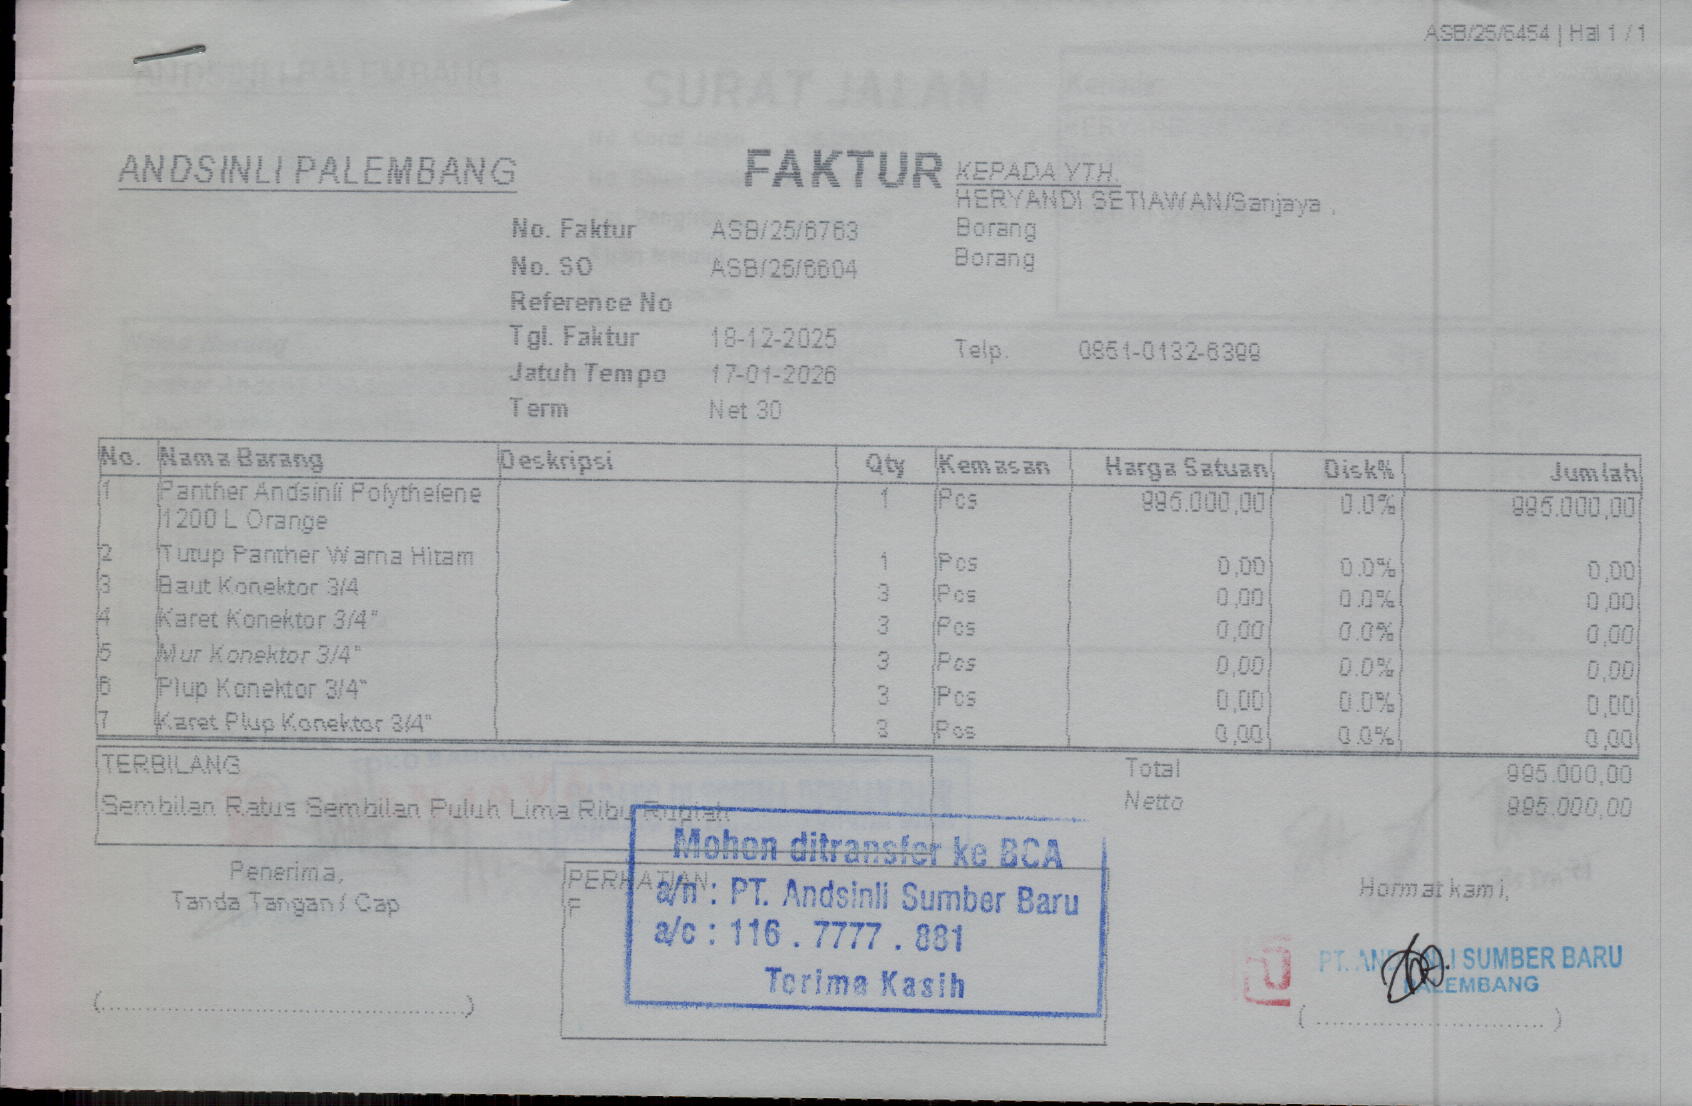 ASB/25/6454 | Hal 1 / 1
SURAT JALAN
ANDSINLI PALEMBANG
FAKTUR
KEPADA YTH.
HERYANDI SETIAWAN/Sanjaya ,
Borang
Borang
No. Faktur ASB/25/6763
No. SO ASB/25/6604
Reference No
Tgl. Faktur 18-12-2025
Telp. 0851-0132-6399
Jatuh Tempo 17-01-2026
Term Net 30
No. Nama Barang Deskripsi Qty Kemasan Harga Satuan Disk% Jumlah
1 Panther Andsinli Polythelene 1 Pcs 995.000,00 0.0% 995.000,00
1200 L Orange
2 Tutup Panther Warna Hitam 1 Pcs 0,00 0.0% 0,00
3 Baut Konektor 3/4 3 Pcs 0,00 0.0% 0,00
4 Karet Konektor 3/4" 3 Pcs 0,00 0.0% 0,00
5 Mur Konektor 3/4" 3 Pcs 0,00 0.0% 0,00
6 Plup Konektor 3/4" 3 Pcs 0,00 0.0% 0,00
7 Karet Plup Konektor 3/4" 3 Pcs 0,00 0.0% 0,00
TERBILANG
Sembilan Ratus Sembilan Puluh Lima Ribu Rupiah
Total 995.000,00
Netto 995.000,00
Penerima,
Tanda Tangan / Cap
(..................................................)
PERHATIAN:
F
Mohon ditransfer ke BCA
a/n : PT. Andsinli Sumber Baru
a/c : 116 . 7777 . 881
Terima Kasih
Hormat kami,
PT. ANDSINLI SUMBER BARU
PALEMBANG
( ............................... )